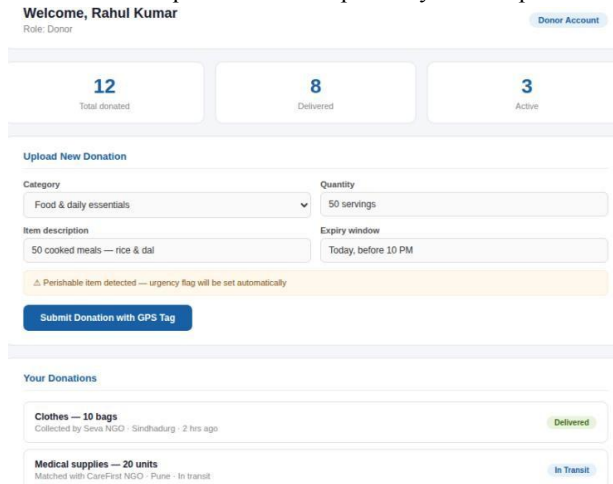 Welcome, Rahul Kumar
Role: Donor
Donor Account
12
Total donated
8
Delivered
3
Active
Upload New Donation
Category
Quantity
Food & daily essentials
50 servings
Item description
Expiry window
50 cooked meals — rice & dal
Today, before 10 PM
⚠ Perishable item detected — urgency flag will be set automatically
Submit Donation with GPS Tag
Your Donations
Clothes — 10 bags
Collected by Seva NGO · Sindhadurg · 2 hrs ago
Delivered
Medical supplies — 20 units
Matched with CareFirst NGO · Pune · In transit
In Transit